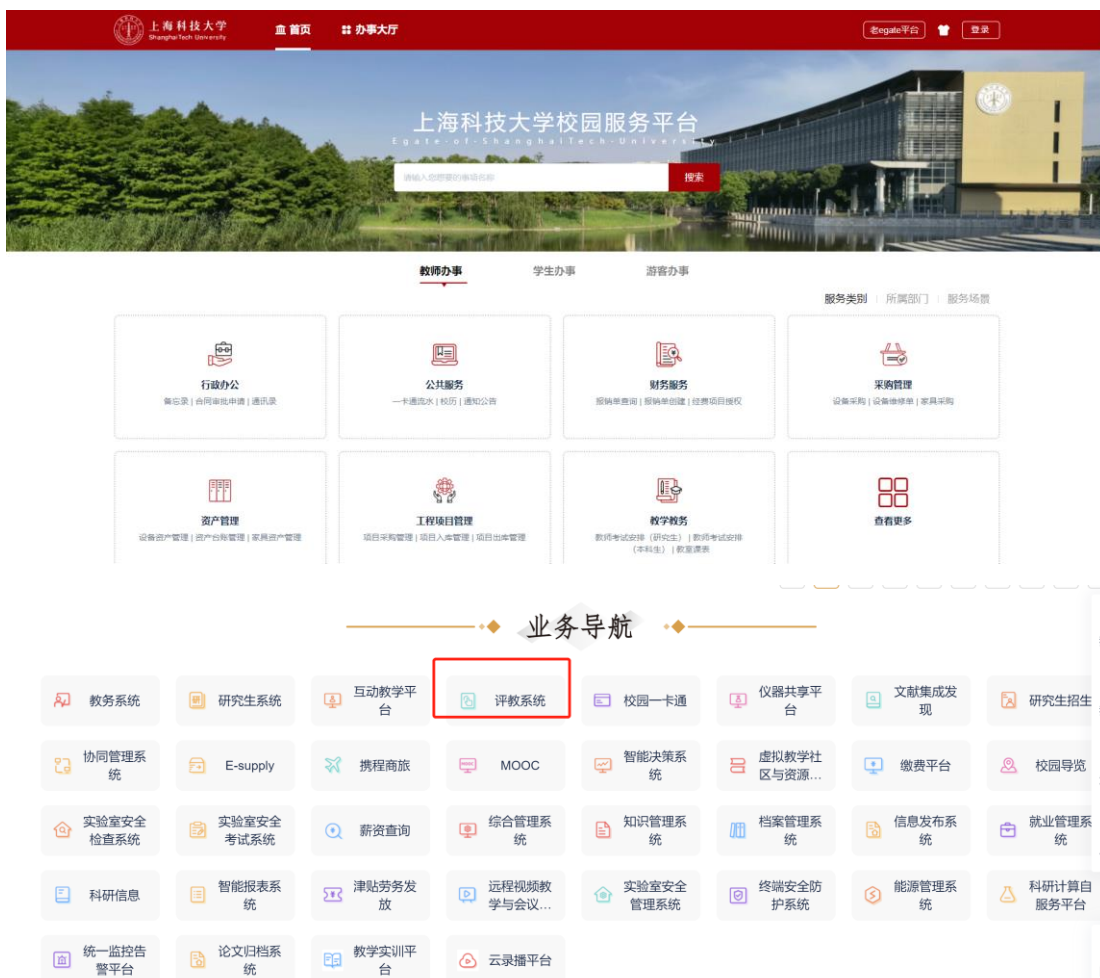 上海科技大学
ShanghaiTech University
首页
办事大厅
老egate平台
登录
上海科技大学校园服务平台
Egate-of-ShanghaiTech-University
请输入您想要的事项名称
搜索
教师办事
学生办事
游客办事
服务类别
所属部门
服务场景
行政办公
备忘录 | 合同审批申请 | 通讯录
公共服务
一卡通流水 | 校历 | 通知公告
财务服务
报销单查询 | 报销单创建 | 经费项目授权
采购管理
设备采购 | 设备维修单 | 家具采购
资产管理
设备资产管理 | 资产台账管理 | 家具资产管理
工程项目管理
项目采购管理 | 项目入库管理 | 项目出库管理
教学教务
教师考试安排（研究生） | 教师考试安排
（本科生） | 教室课表
查看更多
业务导航
教务系统
研究生系统
互动教学平
台
评教系统
校园一卡通
仪器共享平
台
文献集成发
现
研究生招生
协同管理系
统
E-supply
携程商旅
MOOC
智能决策系
统
虚拟教学社
区与资源...
缴费平台
校园导览
实验室安全
检查系统
实验室安全
考试系统
薪资查询
综合管理系
统
知识管理系
统
档案管理系
统
信息发布系
统
就业管理系
统
科研信息
智能报表系
统
津贴劳务发
放
远程视频教
学与会议...
实验室安全
管理系统
终端安全防
护系统
能源管理系
统
科研计算自
服务平台
统一监控告
警平台
论文归档系
统
教学实训平
台
云录播平台